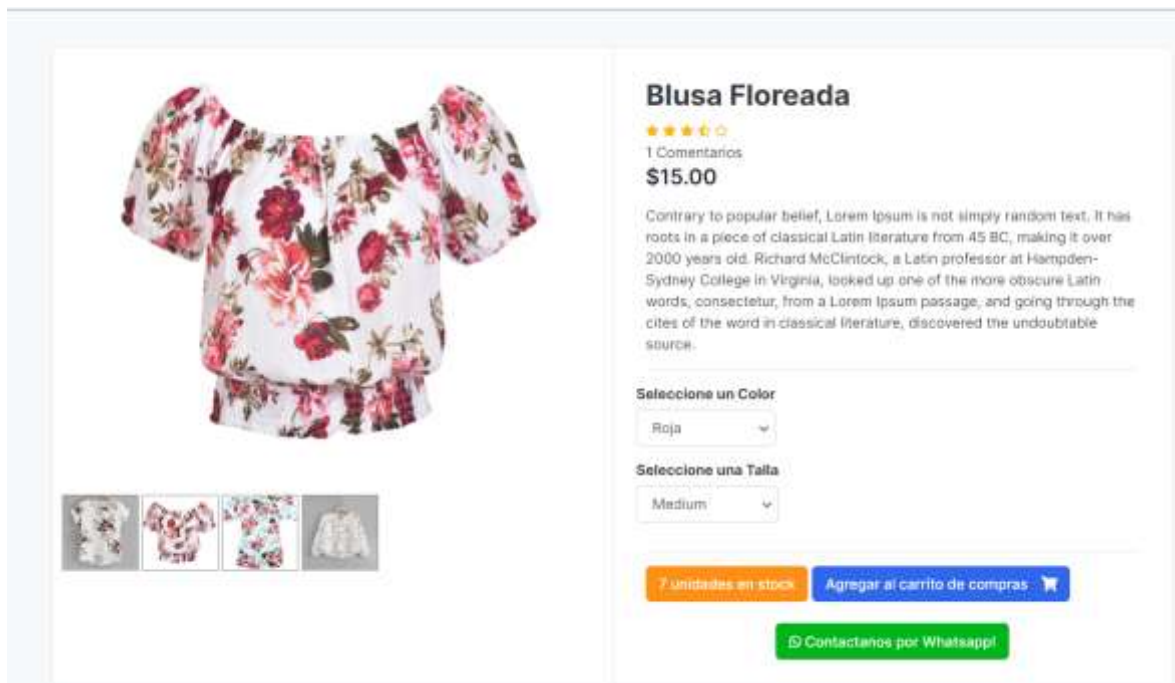 Blusa Floreada
1 Comentarios
$15.00
Contrary to popular belief, Lorem Ipsum is not simply random text. It has
roots in a piece of classical Latin literature from 45 BC, making it over
2000 years old. Richard McClintock, a Latin professor at Hampden-
Sydney College in Virginia, looked up one of the more obscure Latin
words, consectetur, from a Lorem Ipsum passage, and going through the
cites of the word in classical literature, discovered the undoubtable
source.
Seleccione un Color
Roja
Seleccione una Talla
Medium
7 unidades en stock
Agregar al carrito de compras
Contactanos por Whatsapp!